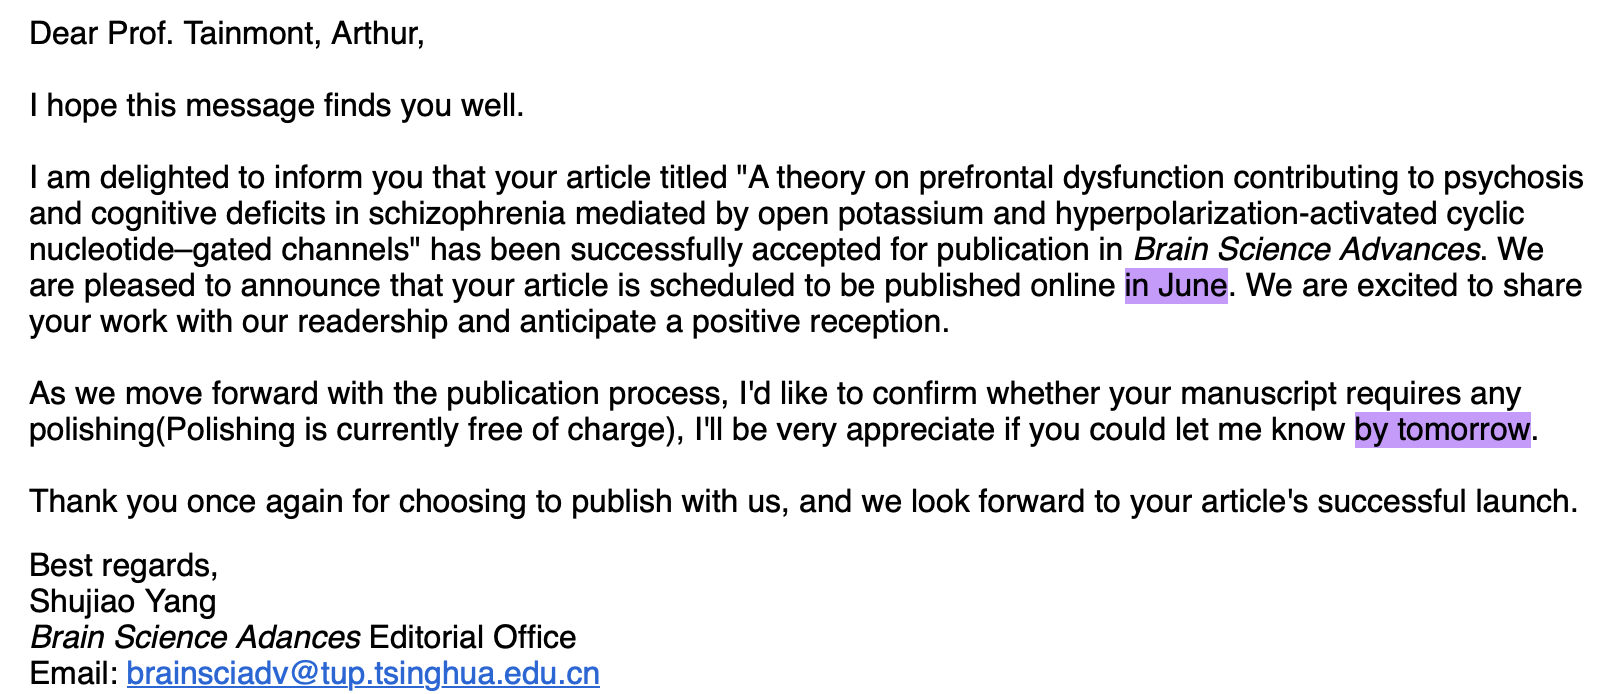 Dear Prof. Tainmont, Arthur,
I hope this message finds you well.
I am delighted to inform you that your article titled "A theory on prefrontal dysfunction contributing to psychosis
and cognitive deficits in schizophrenia mediated by open potassium and hyperpolarization-activated cyclic
nucleotide–gated channels" has been successfully accepted for publication in Brain Science Advances. We
are pleased to announce that your article is scheduled to be published online in June. We are excited to share
your work with our readership and anticipate a positive reception.
As we move forward with the publication process, I'd like to confirm whether your manuscript requires any
polishing(Polishing is currently free of charge), I'll be very appreciate if you could let me know by tomorrow.
Thank you once again for choosing to publish with us, and we look forward to your article's successful launch.
Best regards,
Shujiao Yang
Brain Science Adances Editorial Office
Email: brainsciadv@tup.tsinghua.edu.cn